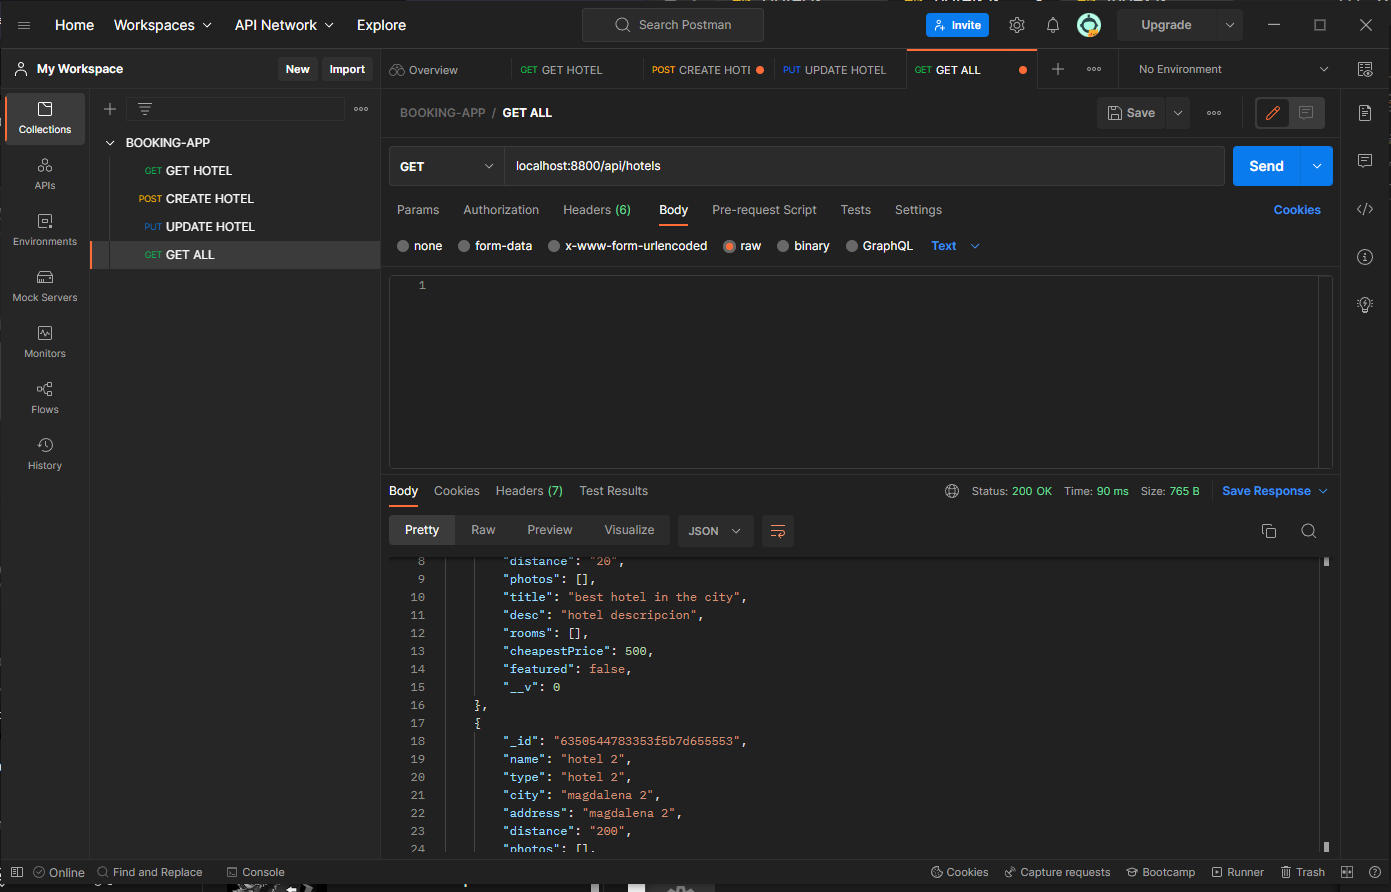 Home Workspaces API Network Explore Search Postman Invite Upgrade
My Workspace New Import Overview GET GET HOTEL POST CREATE HOTE PUT UPDATE HOTEL GET GET ALL No Environment
BOOKING-APP / GET ALL Save
Collections
BOOKING-APP
GET GET HOTEL
POST CREATE HOTEL
PUT UPDATE HOTEL
GET GET ALL
APIs
Environments
Mock Servers
Monitors
Flows
History
GET localhost:8800/api/hotels Send
Params Authorization Headers (6) Body Pre-request Script Tests Settings Cookies
none form-data x-www-form-urlencoded raw binary GraphQL Text
1
Body Cookies Headers (7) Test Results Status: 200 OK Time: 90 ms Size: 765 B Save Response
Pretty Raw Preview Visualize JSON
8 "distance": "20",
9 "photos": [],
10 "title": "best hotel in the city",
11 "desc": "hotel descripcion",
12 "rooms": [],
13 "cheapestPrice": 500,
14 "featured": false,
15 "__v": 0
16 },
17 {
18 "_id": "6350544783353f5b7d655553",
19 "name": "hotel 2",
20 "type": "hotel 2",
21 "city": "magdalena 2",
22 "address": "magdalena 2",
23 "distance": "200",
24 "photos": [],
Online Find and Replace Console Cookies Capture requests Bootcamp Runner Trash